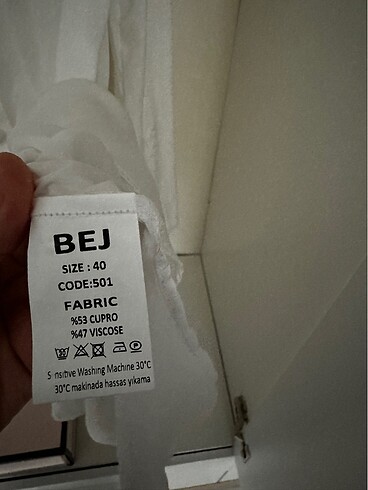 BEJ
SIZE : 40
CODE:501
FABRIC
%53 CUPRO
%47 VISCOSE
Sensitive Washing Machine 30°C
30°C makinada hassas yıkama